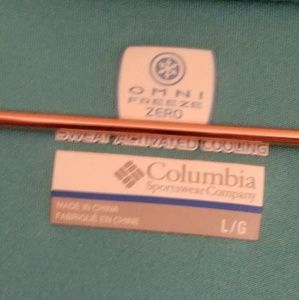 OMNI
FREEZE
ZERO
SWEAT ACTIVATED COOLING
Columbia
Sportswear Company
MADE IN CHINA
FABRIQUÉ EN CHINE
L/G